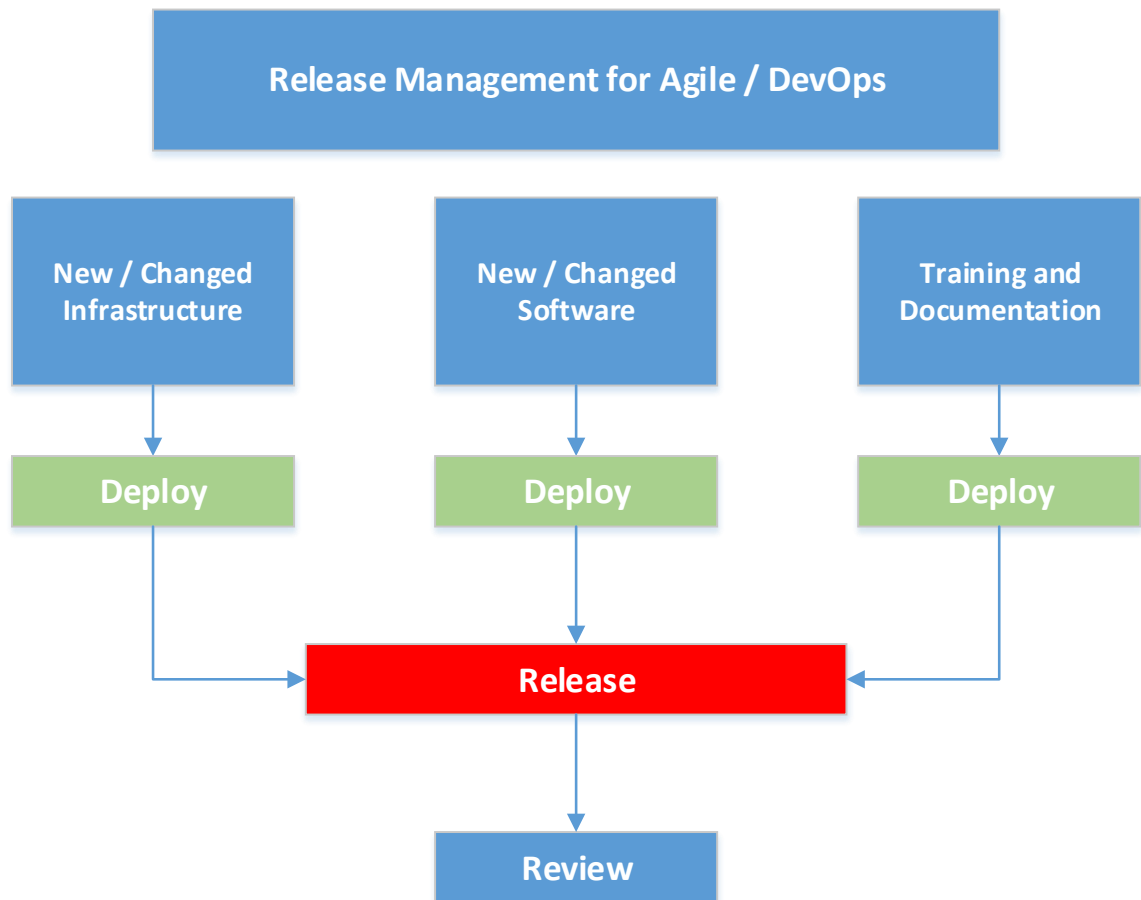 Release Management for Agile / DevOps
New / Changed
Infrastructure
New / Changed
Software
Training and
Documentation
Deploy
Deploy
Deploy
Release
Review